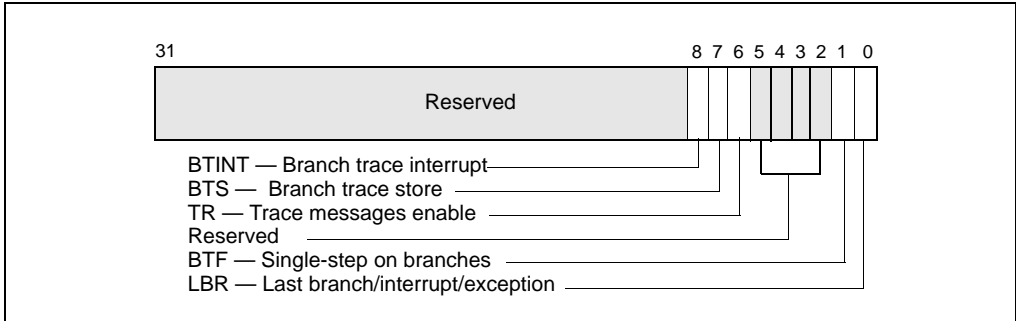 31 8 7 6 5 4 3 2 1 0
Reserved
BTINT — Branch trace interrupt
BTS — Branch trace store
TR — Trace messages enable
Reserved
BTF — Single-step on branches
LBR — Last branch/interrupt/exception